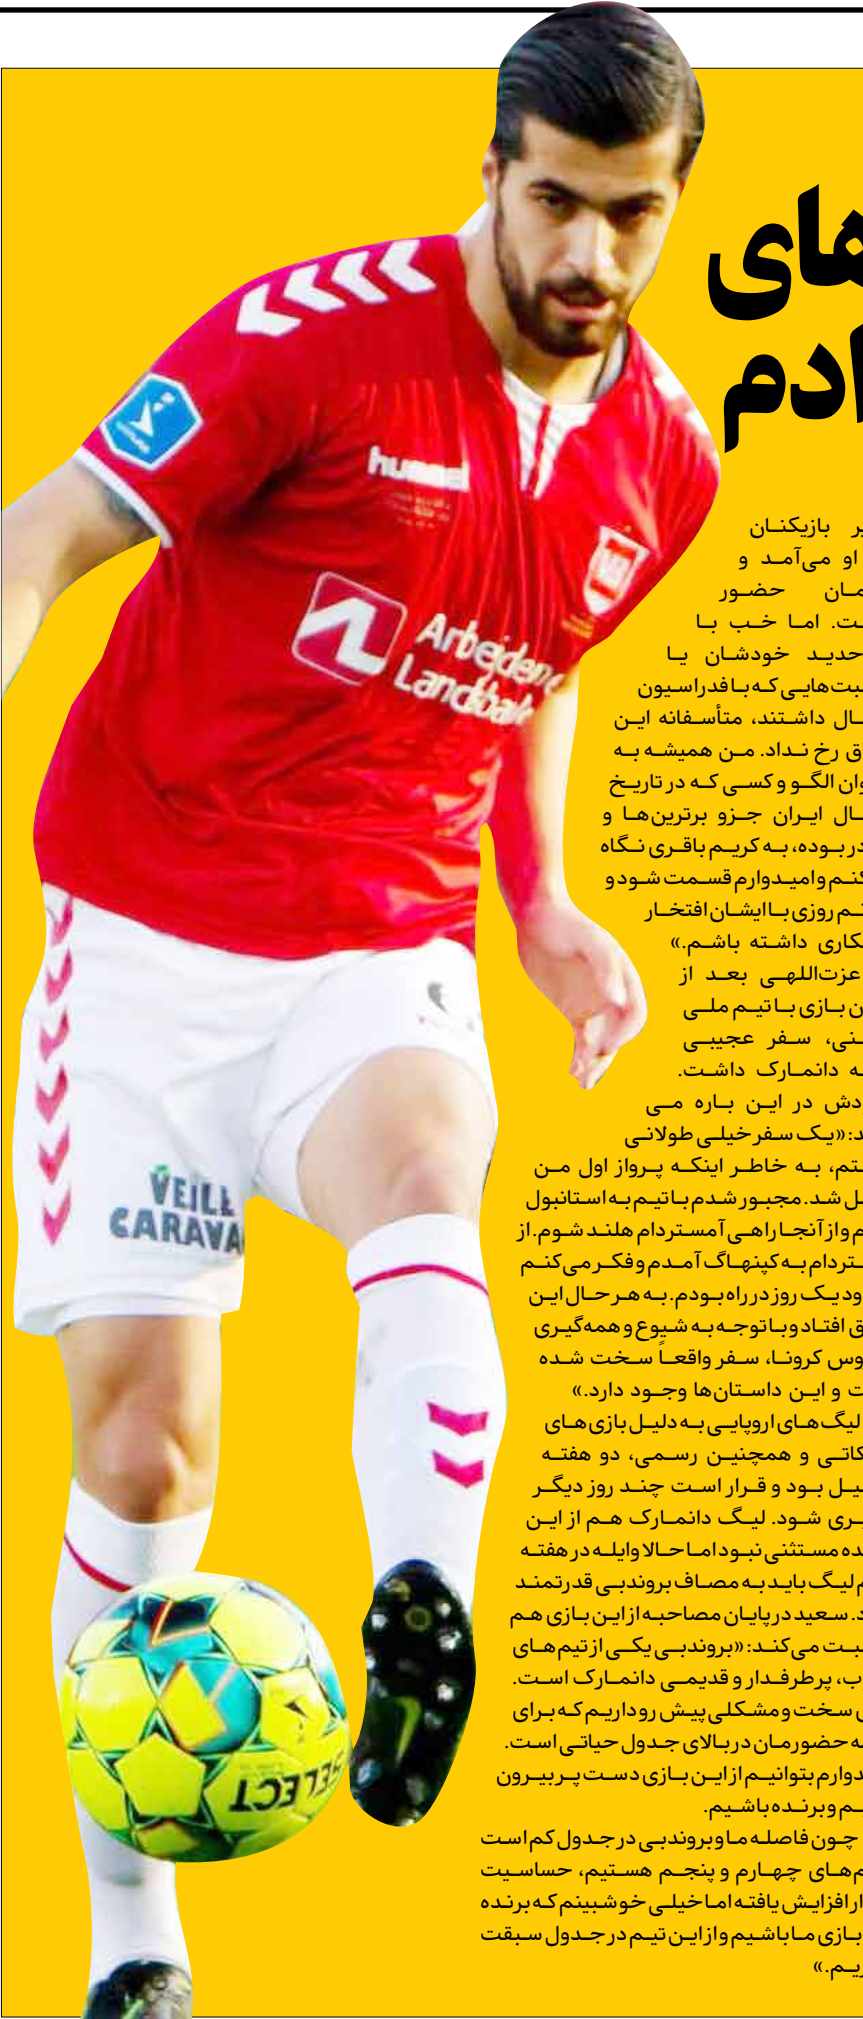 های
ادم
ر بازیکنان
او می‌آمد و
مان حضور
ت. اما خب با
حدید خودشان یا
بت‌هایی که با فدراسیون
ال داشتند، متأسفانه این
ق رخ نداد. من همیشه به
وان الگو و کسی که در تاریخ
ال ایران جزو برترین‌ها و
در بوده، به کریم باقری نگاه
کنم و امیدوارم قسمت شود و
نم روزی با ایشان افتخار
کاری داشته باشم.»
عزت‌اللهی بعد از
ن بازی با تیم ملی
نی، سفر عجیبی
ه دانمارک داشت.
دش در این باره می
د: «یک سفر خیلی طولانی
تم، به خاطر اینکه پرواز اول من
ل شد. مجبور شدم با تیم به استانبول
م و از آنجا راهی آمستردام هلند شوم. از
تردام به کپنهاگ آمدم و فکر می‌کنم
ود یک روز در راه بودم. به هر حال این
ق افتاد و با توجه به شیوع و همه‌گیری
وس کرونا، سفر واقعاً سخت شده
ت و این داستان‌ها وجود دارد.»
لیگ‌های اروپایی به دلیل بازی‌های
کاتی و همچنین رسمی، دو هفته
یل بود و قرار است چند روز دیگر
ری شود. لیگ دانمارک هم از این
ده مستثنی نبود اما حالا وایله در هفته
م لیگ باید به مصاف بروندبی قدرتمند
د. سعید در پایان مصاحبه از این بازی هم
بت می‌کند: «بروندبی یکی از تیم‌های
ب، پرطرفدار و قدیمی دانمارک است.
ی سخت و مشکلی پیش رو داریم که برای
ه حضورمان در بالای جدول حیاتی است.
دوارم بتوانیم از این بازی دست پر بیرون
م و برنده باشیم.
چون فاصله ما و بروندبی در جدول کم است
م‌های چهارم و پنجم هستیم، حساسیت
ار افزایش یافته اما خیلی خوشبینم که برنده
بازی ما باشیم و از این تیم در جدول سبقت
ریم.»
hummel
Arbejdernes
Landsbank
VEJLE
CARAVA
SELECT